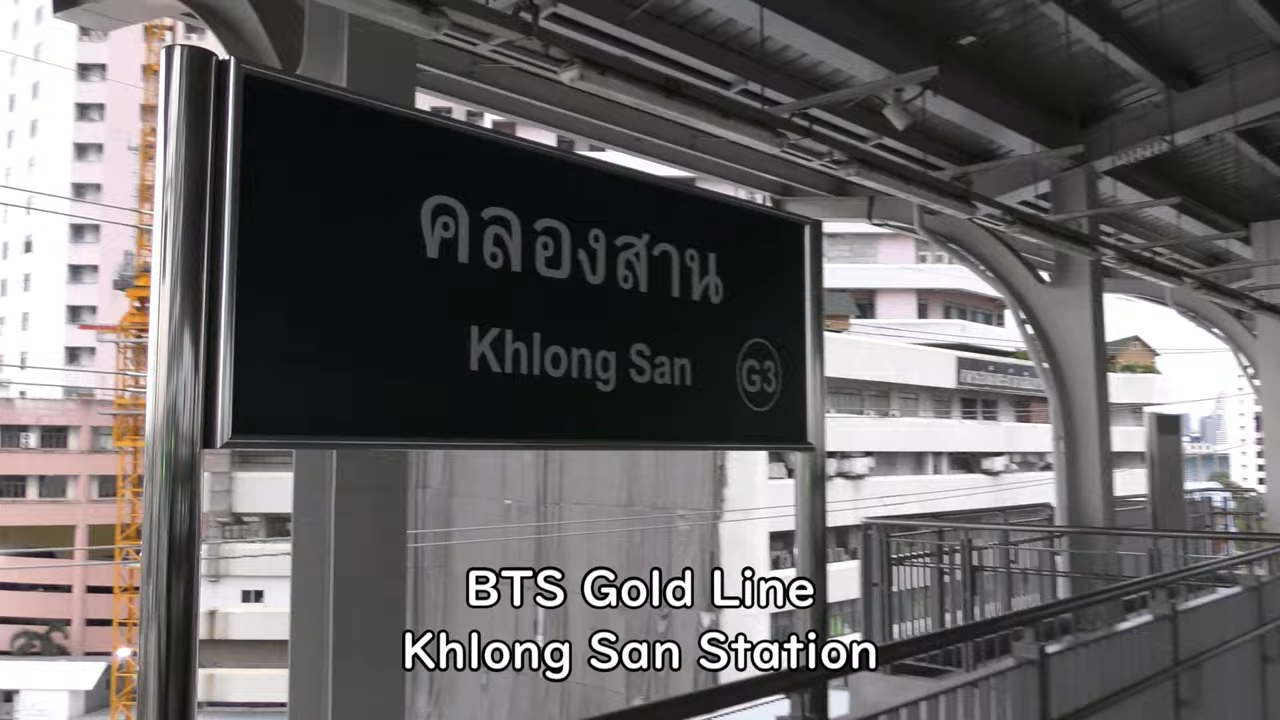 คลองสาน
Khlong San
G3
BTS Gold Line
Khlong San Station